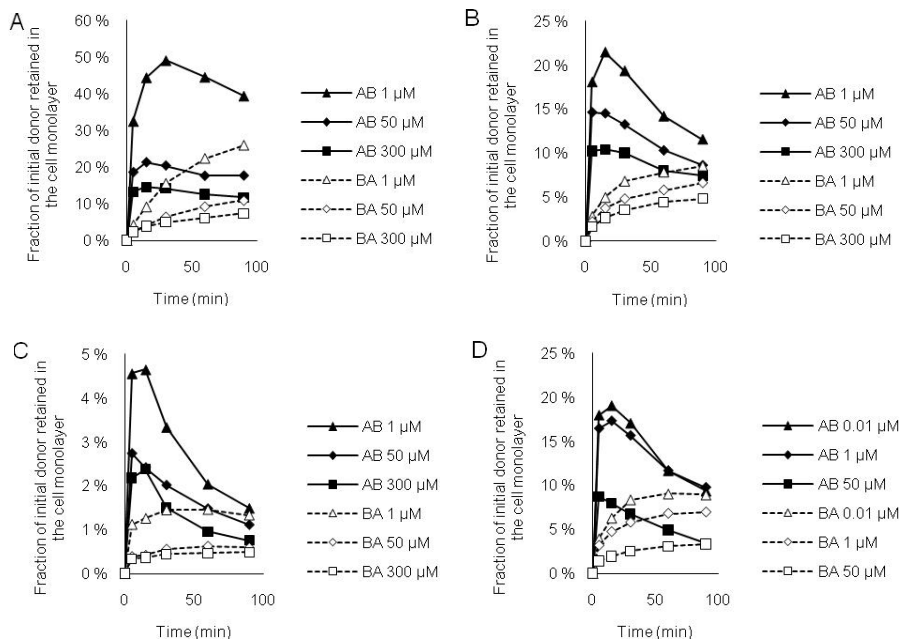 A
Fraction of initial donor retained in
the cell monolayer
60 %
50 %
40 %
30 %
20 %
10 %
0 %
0
50
100
Time (min)
AB 1 μM
AB 50 μM
AB 300 μM
BA 1 μM
BA 50 μM
BA 300 μM
B
Fraction of initial donor retained in
the cell monolayer
25 %
20 %
15 %
10 %
5 %
0 %
0
50
100
Time (min)
AB 1 μM
AB 50 μM
AB 300 μM
BA 1 μM
BA 50 μM
BA 300 μM
C
Fraction of initial donor retained in
the cell monolayer
5 %
4 %
3 %
2 %
1 %
0 %
0
50
100
Time (min)
AB 1 μM
AB 50 μM
AB 300 μM
BA 1 μM
BA 50 μM
BA 300 μM
D
Fraction of initial donor retained in
the cell monolayer
25 %
20 %
15 %
10 %
5 %
0 %
0
50
100
Time (min)
AB 0.01 μM
AB 1 μM
AB 50 μM
BA 0.01 μM
BA 1 μM
BA 50 μM